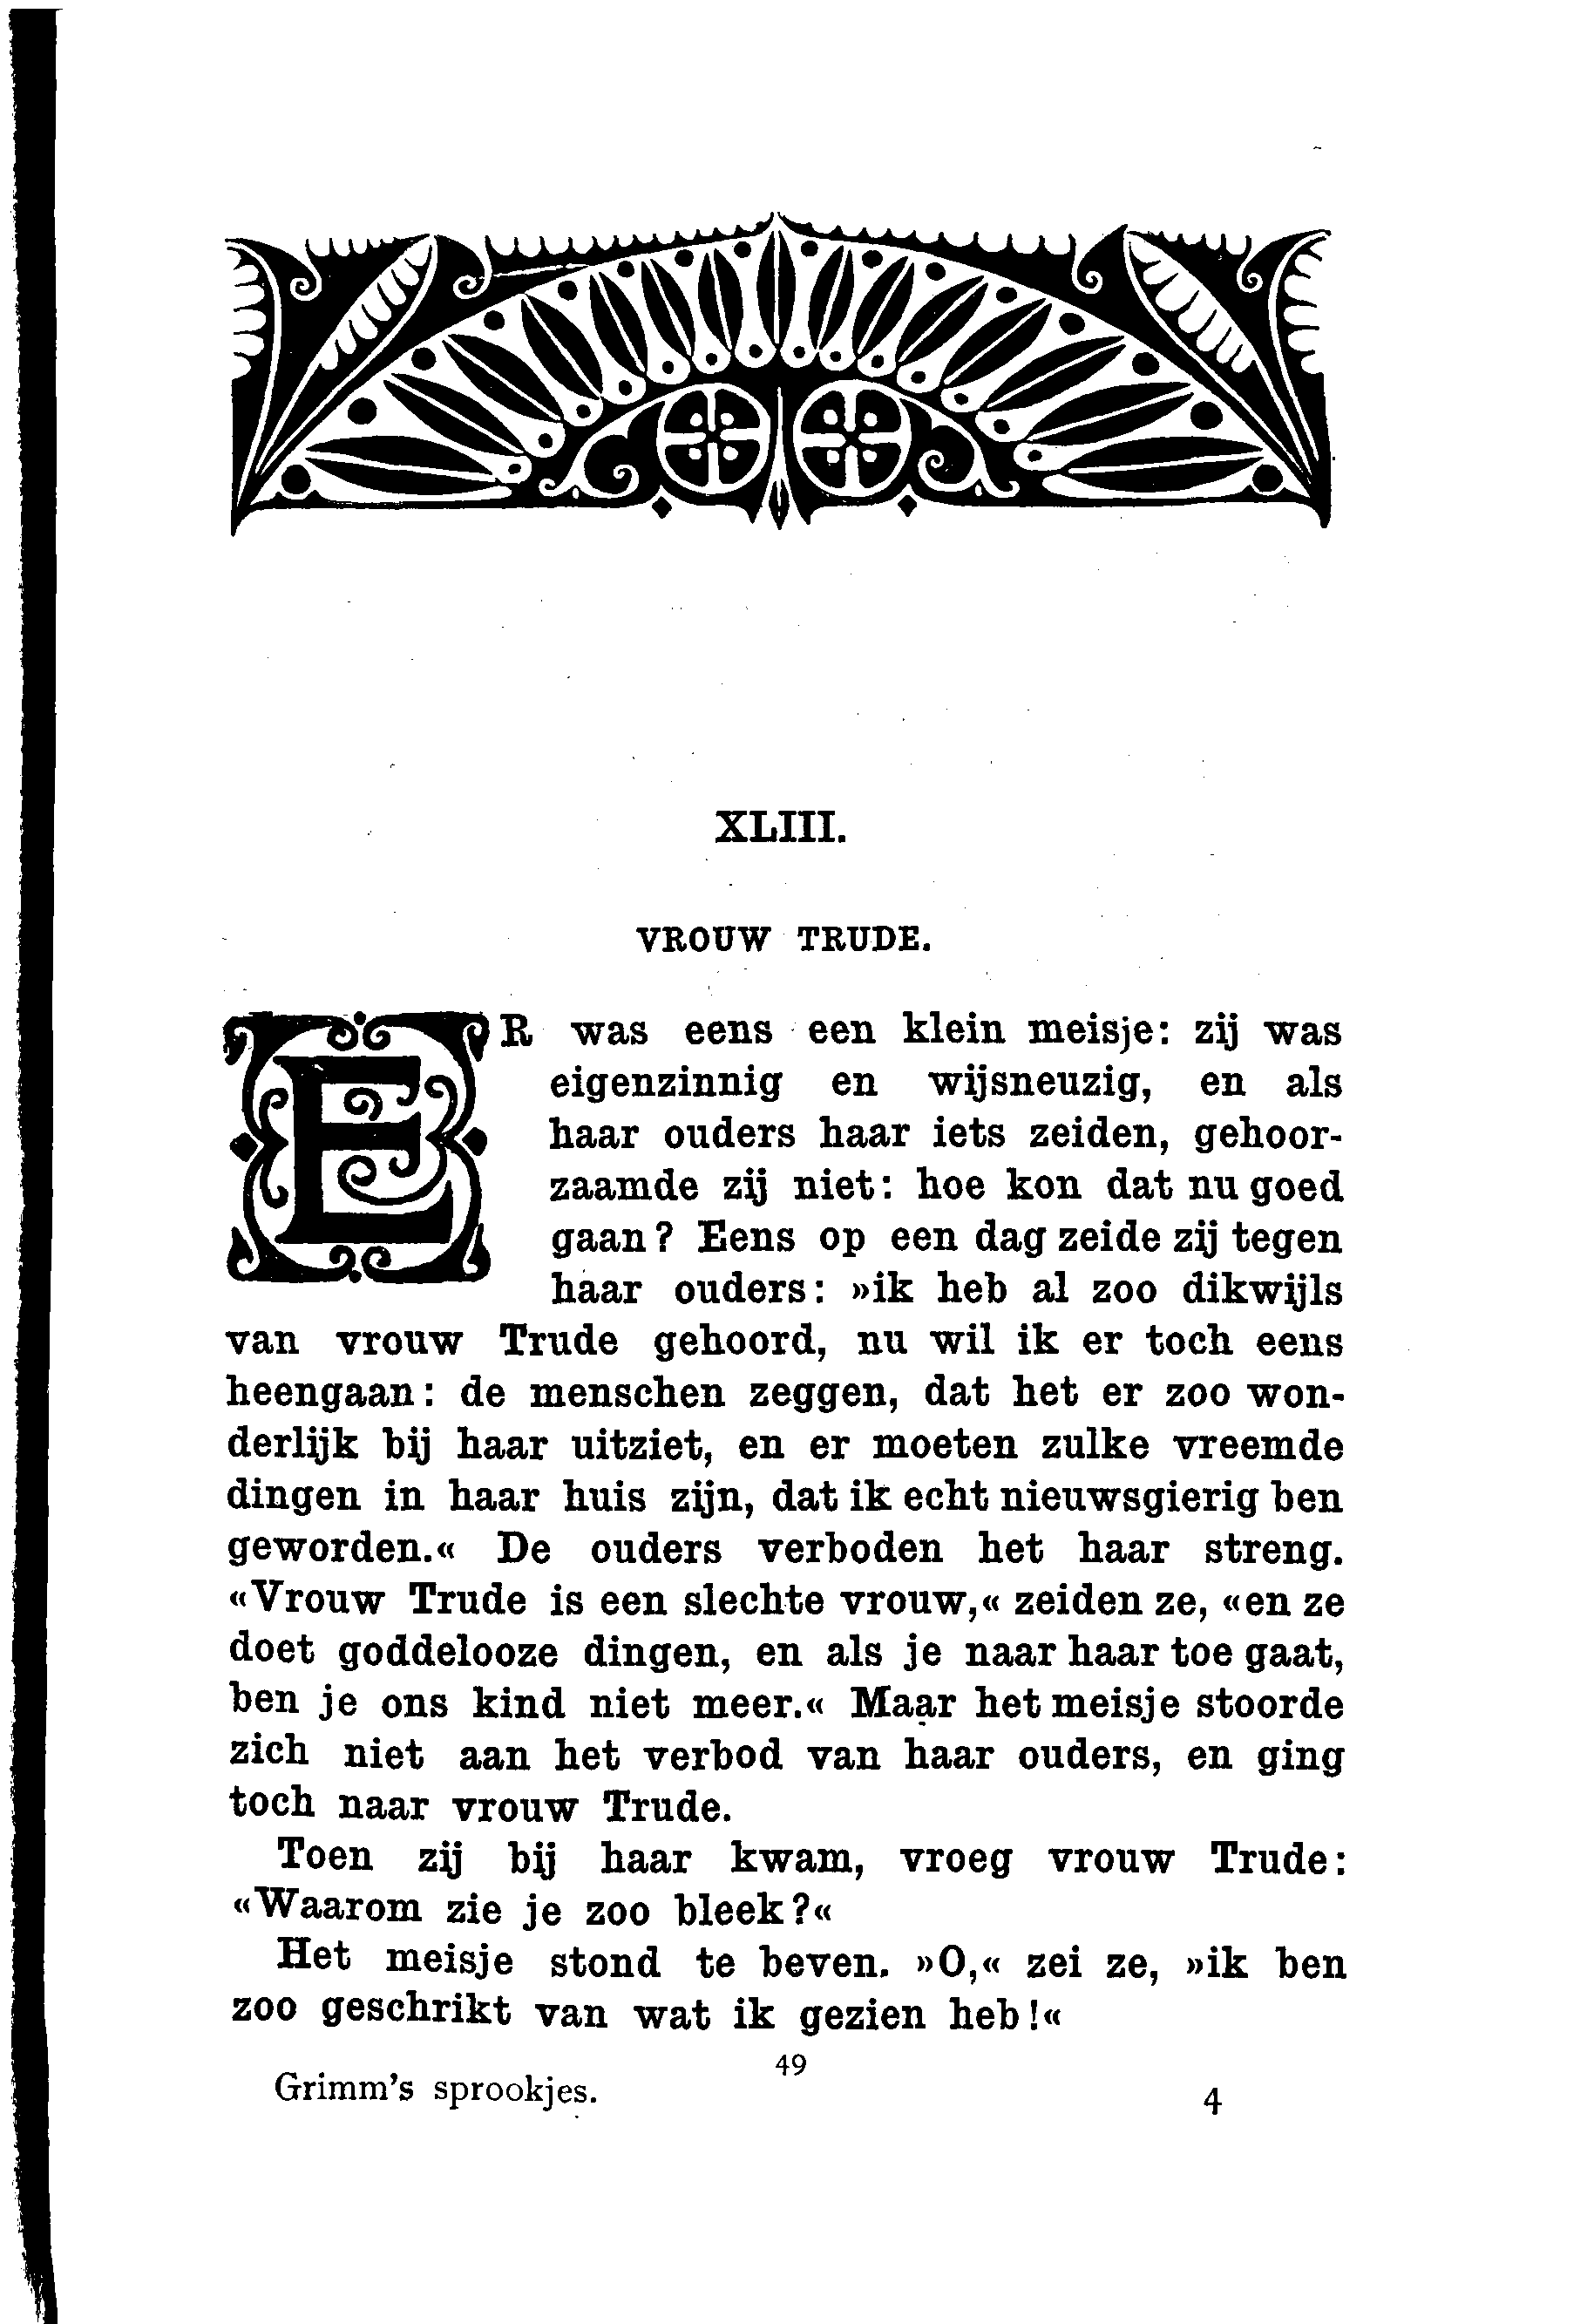 XLIII.
VROUW TRUDE.
ER was eens een klein meisje: zij was
eigenzinnig en wijsneuzig, en als
haar ouders haar iets zeiden, gehoor-
zaamde zij niet: hoe kon dat nu goed
gaan? Eens op een dag zeide zij tegen
haar ouders: »ik heb al zoo dikwijls
van vrouw Trude gehoord, nu wil ik er toch eens
heengaan: de menschen zeggen, dat het er zoo won-
derlijk bij haar uitziet, en er moeten zulke vreemde
dingen in haar huis zijn, dat ik echt nieuwsgierig ben
geworden.« De ouders verboden het haar streng.
«Vrouw Trude is een slechte vrouw,« zeiden ze, «en ze
doet goddelooze dingen, en als je naar haar toe gaat,
ben je ons kind niet meer.« Maar het meisje stoorde
zich niet aan het verbod van haar ouders, en ging
toch naar vrouw Trude.
Toen zij bij haar kwam, vroeg vrouw Trude:
«Waarom zie je zoo bleek?«
Het meisje stond te beven. »O,« zei ze, »ik ben
zoo geschrikt van wat ik gezien heb!«
49
Grimm's sprookjes. 4